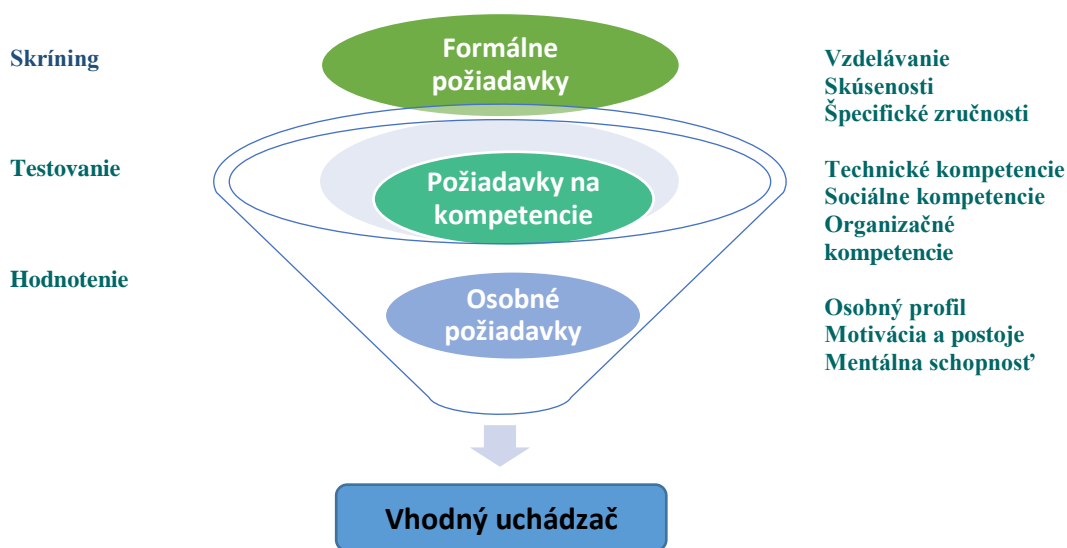 Skríning
Formálne
požiadavky
Vzdelávanie
Skúsenosti
Špecifické zručnosti
Testovanie
Požiadavky na
kompetencie
Technické kompetencie
Sociálne kompetencie
Organizačné
kompetencie
Hodnotenie
Osobné
požiadavky
Osobný profil
Motivácia a postoje
Mentálna schopnosť
Vhodný uchádzač